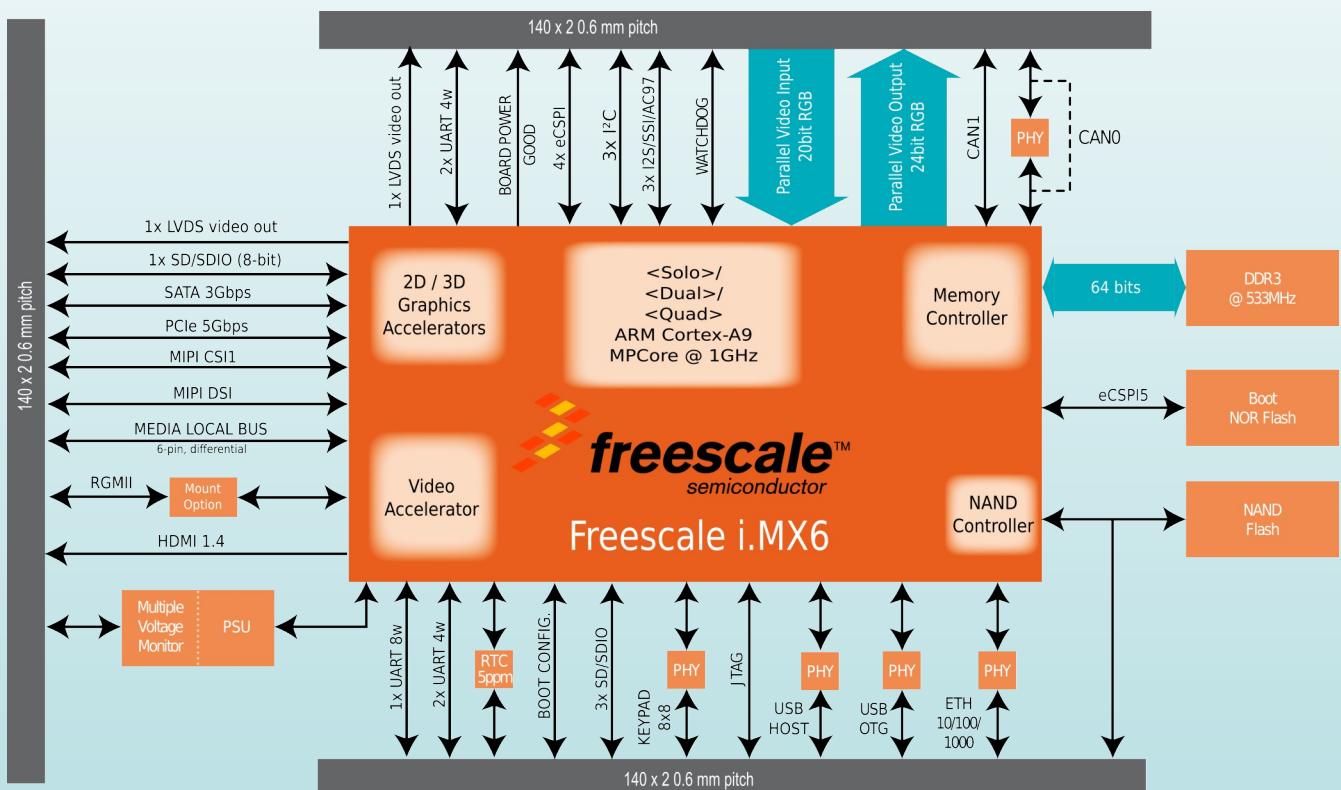 140 x 2 0.6 mm pitch
1x LVDS video out
2x UART 4w
BOARD POWER
GOOD
4x eCSPI
3x I²C
3x I2S/SSI/AC97
WATCHDOG
Parallel Video Input
20bit RGB
Parallel Video Output
24bit RGB
CAN1
PHY
CAN0
140 x 2 0.6 mm pitch
1x LVDS video out
1x SD/SDIO (8-bit)
SATA 3Gbps
PCIe 5Gbps
MIPI CSI1
MIPI DSI
MEDIA LOCAL BUS
6-pin, differential
RGMII
Mount
Option
HDMI 1.4
Multiple
Voltage
Monitor
PSU
2D / 3D
Graphics
Accelerators
<Solo>/
<Dual>/
<Quad>
ARM Cortex-A9
MPCore @ 1GHz
Memory
Controller
64 bits
DDR3
@ 533MHz
eCSPI5
Boot
NOR Flash
freescale™
semiconductor
Freescale i.MX6
Video
Accelerator
NAND
Controller
NAND
Flash
1x UART 8w
2x UART 4w
RTC
5ppm
BOOT CONFIG.
3x SD/SDIO
KEYPAD
8x8
PHY
JTAG
USB
HOST
PHY
USB
OTG
PHY
ETH
10/100/
1000
PHY
140 x 2 0.6 mm pitch